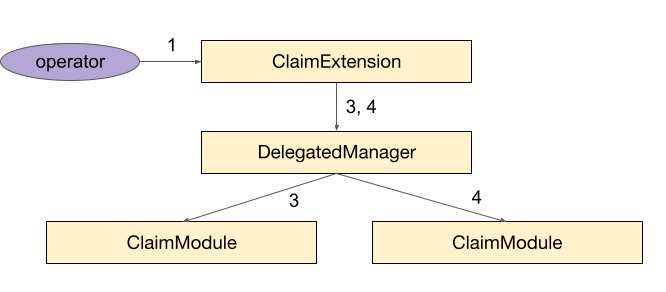 1
operator
ClaimExtension
3, 4
DelegatedManager
3
4
ClaimModule
ClaimModule